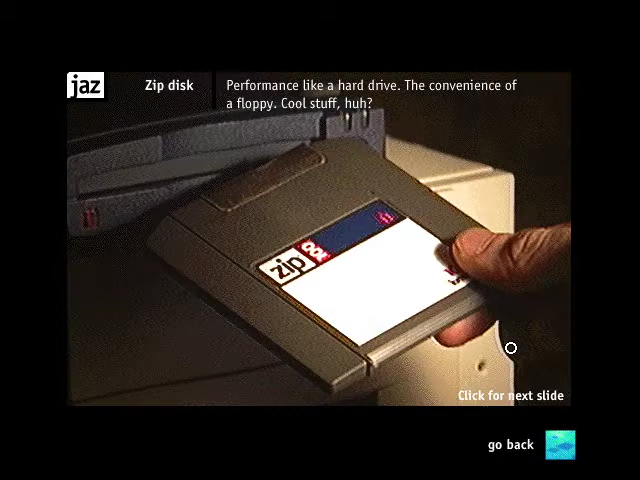 jaz
Zip disk
Performance like a hard drive. The convenience of
a floppy. Cool stuff, huh?
zip 100
Click for next slide
go back